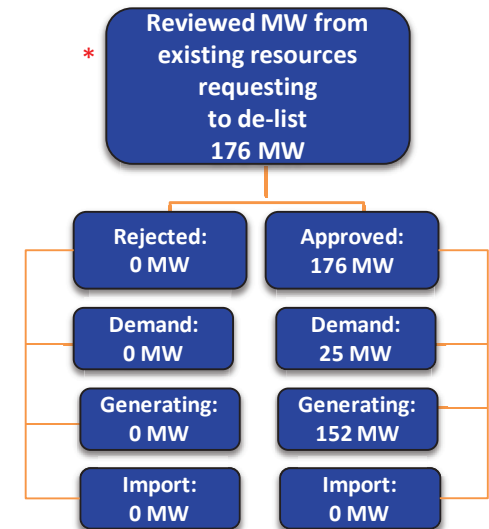 *
Reviewed MW from
existing resources
requesting
to de-list
176 MW
Rejected:
0 MW
Approved:
176 MW
Demand:
0 MW
Demand:
25 MW
Generating:
0 MW
Generating:
152 MW
Import:
0 MW
Import:
0 MW